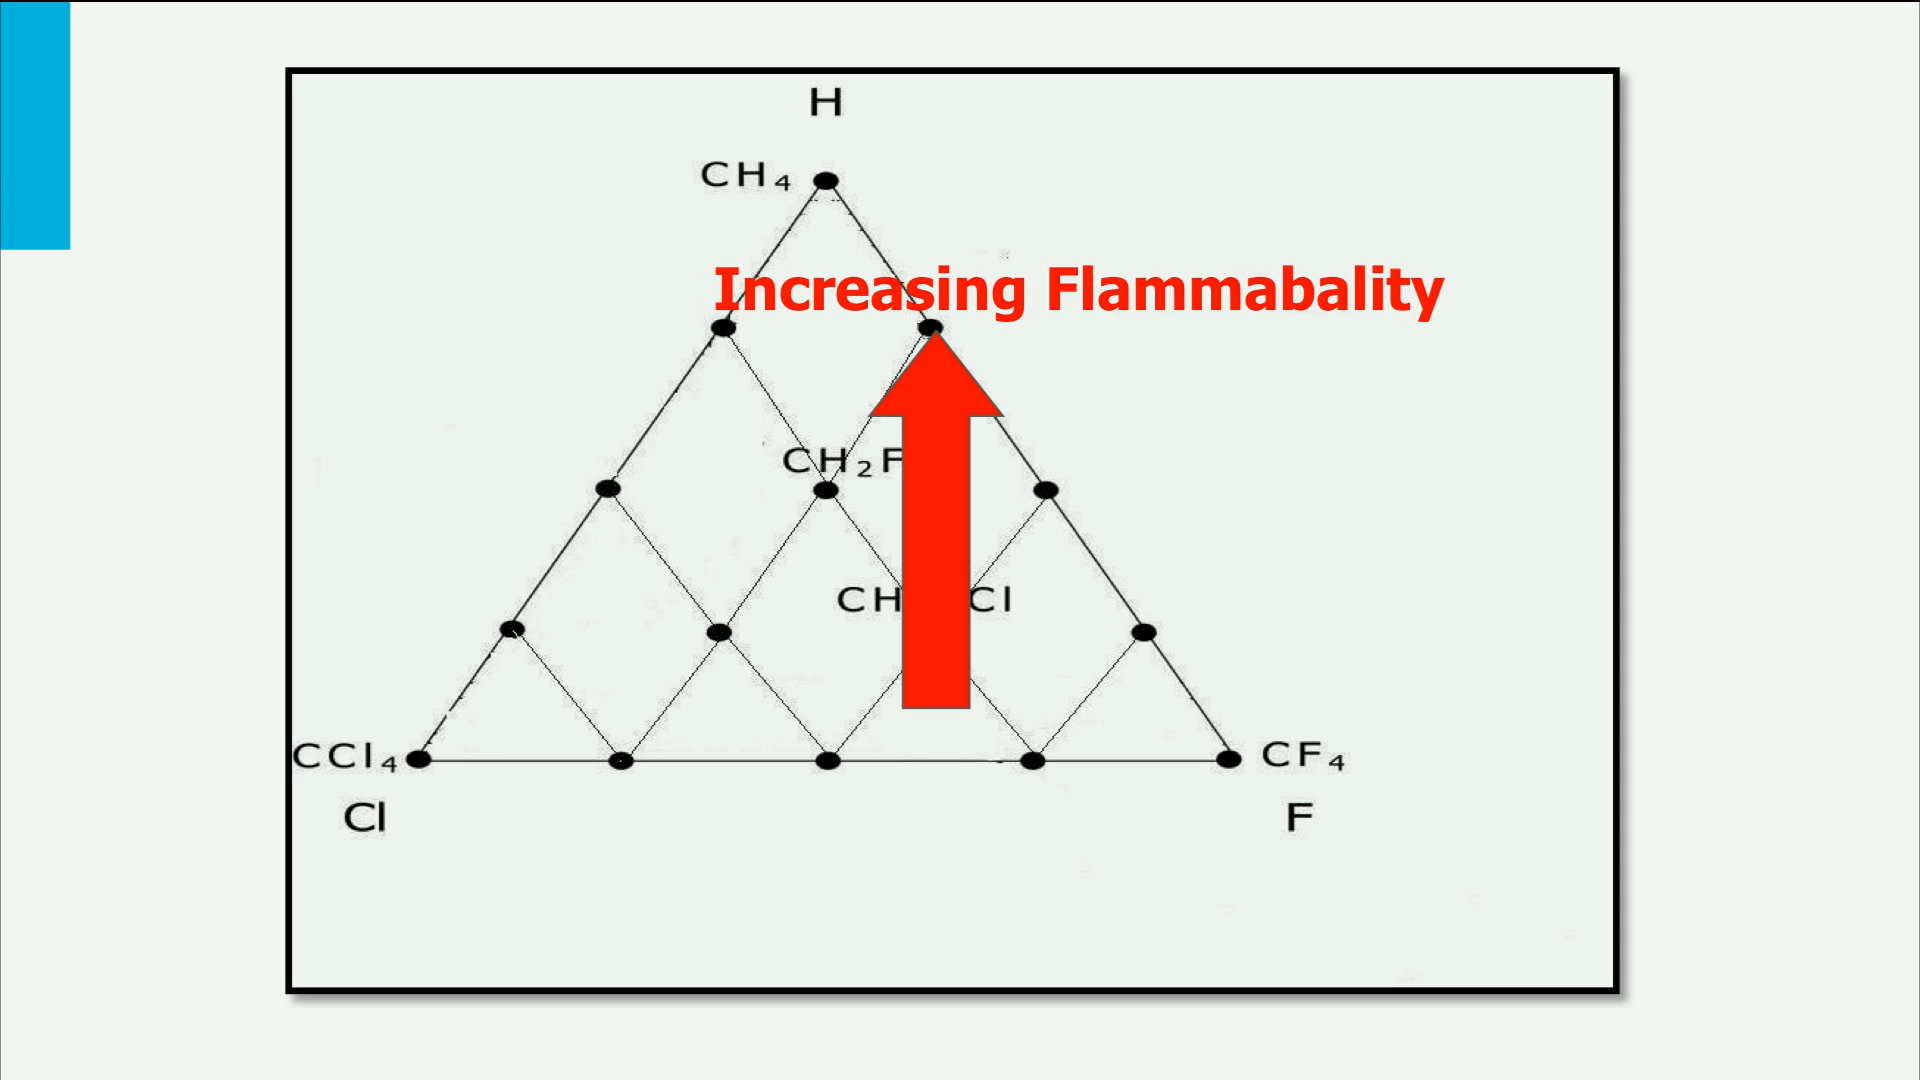 H
CH₄
Increasing Flammabality
CH₂F
CH Cl
CCl₄
CF₄
Cl
F